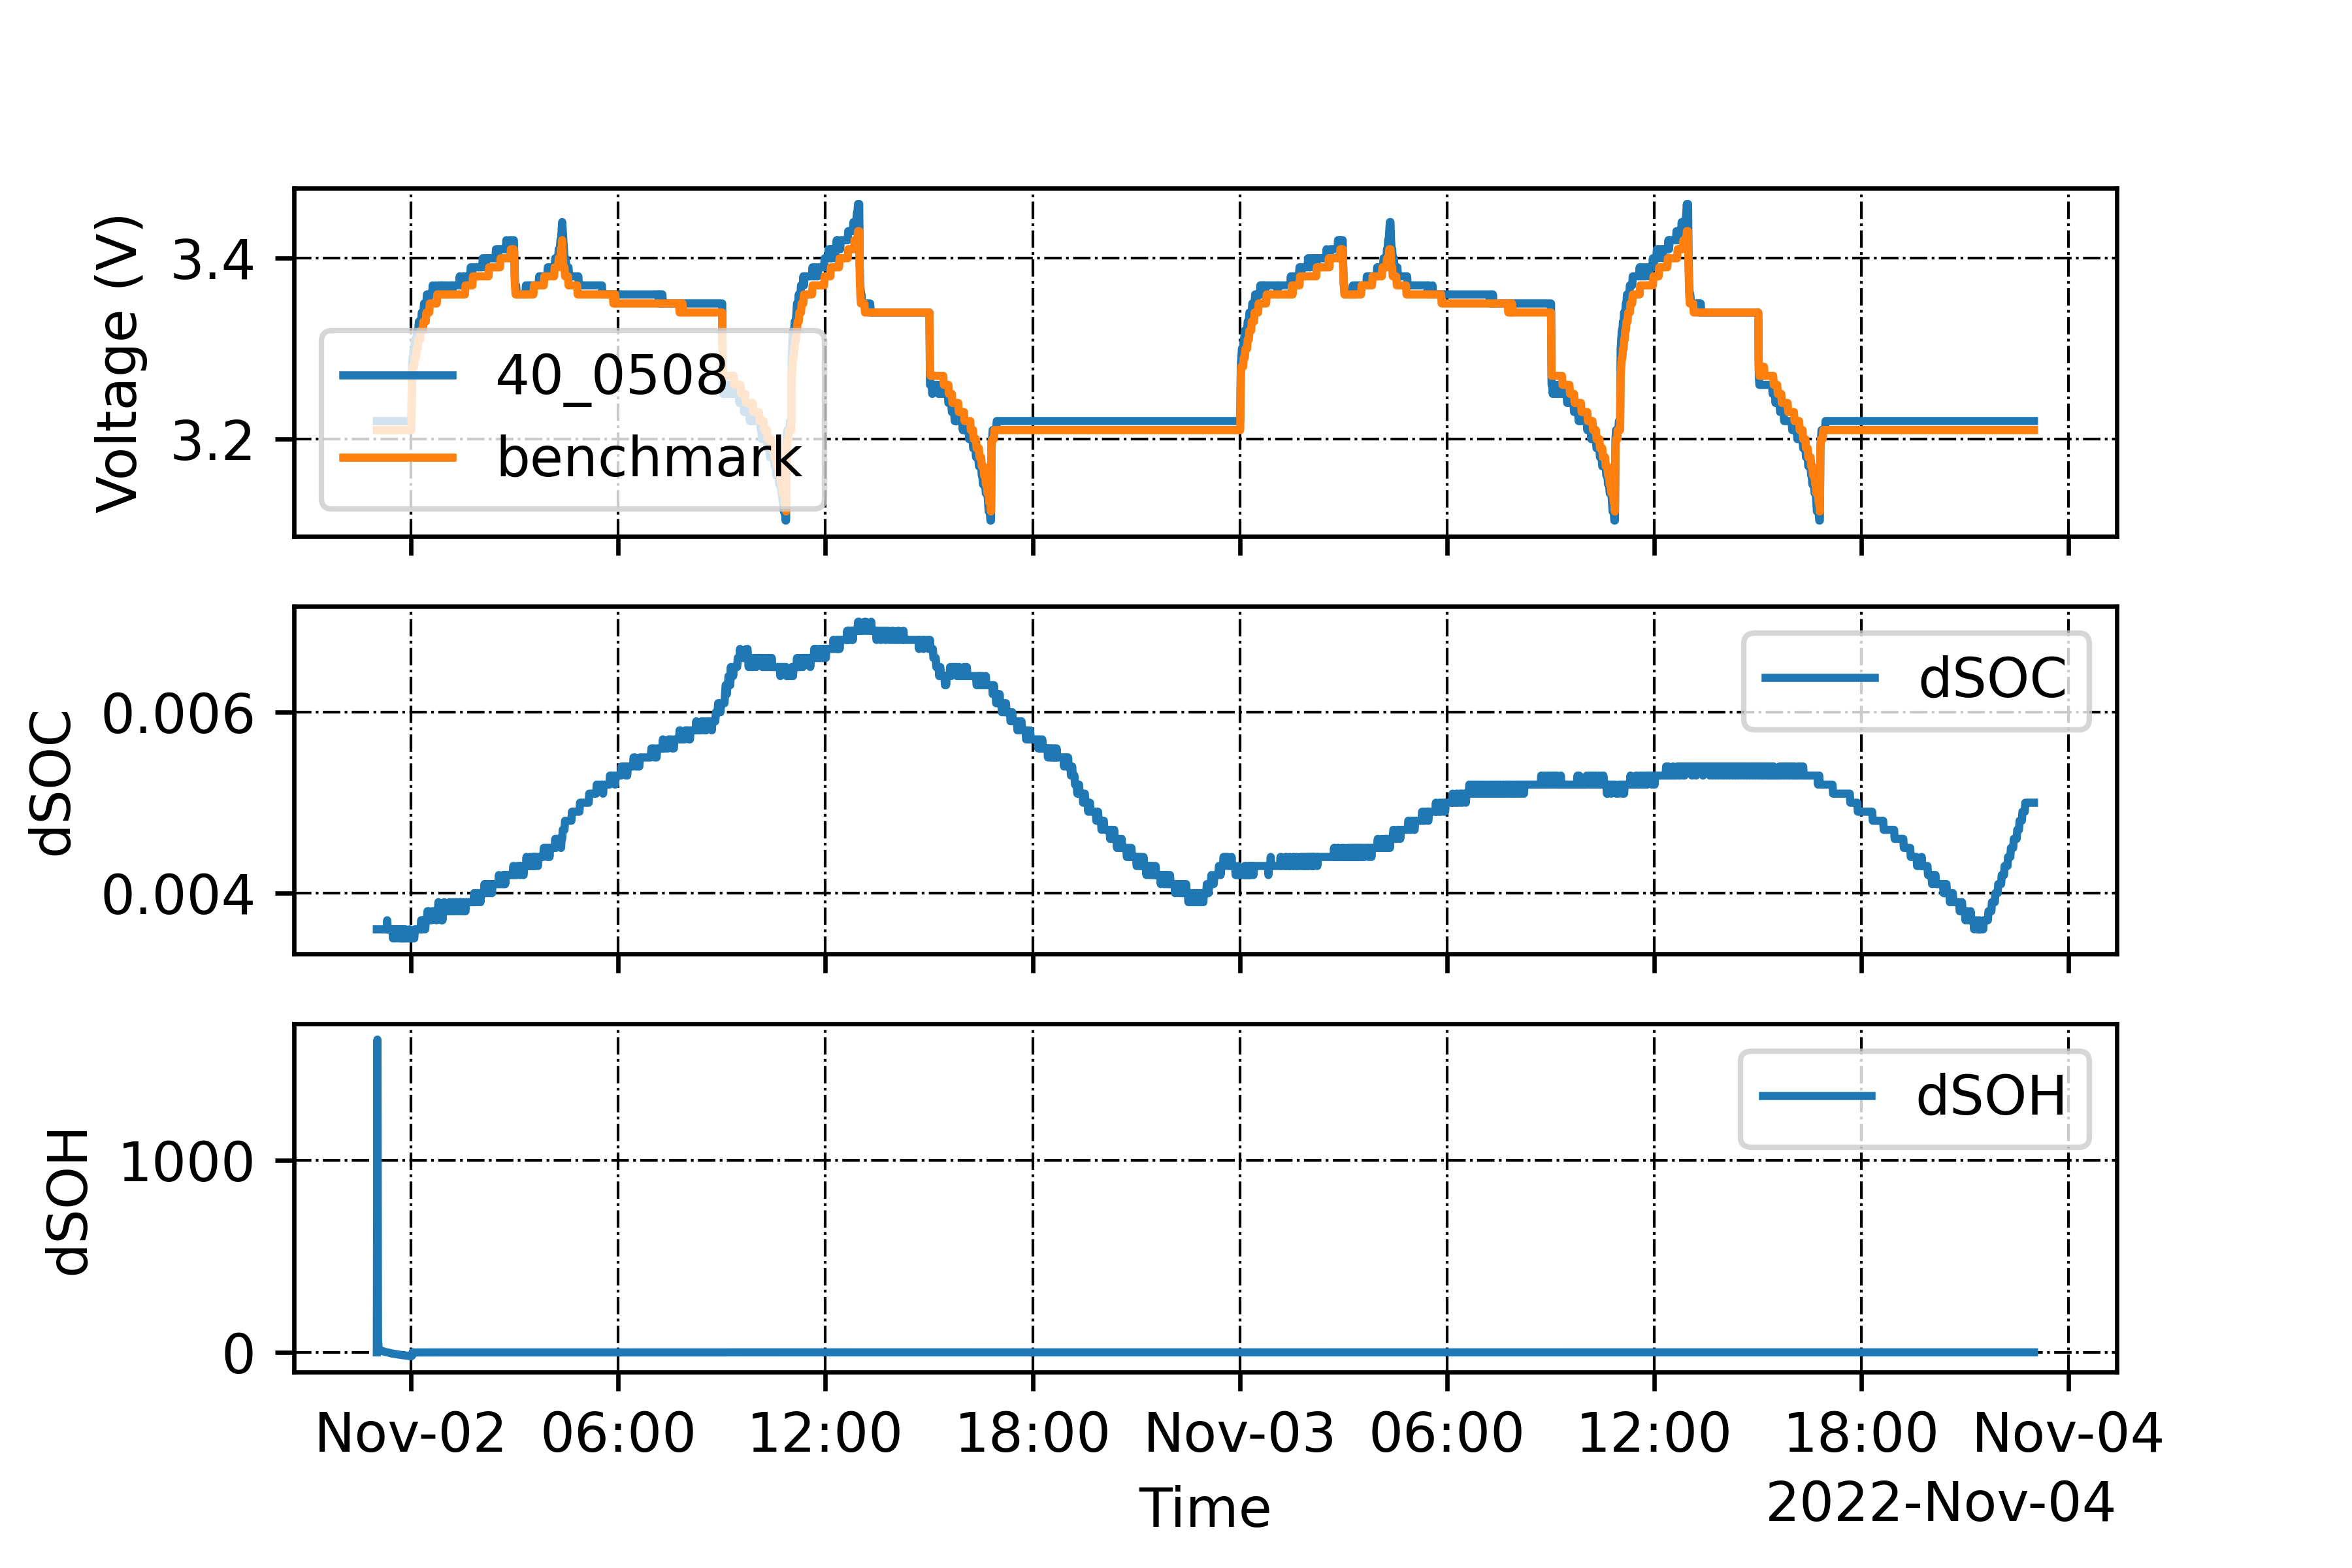 Voltage (V)
3.4
3.2
40_0508
benchmark
dSOC
0.006
0.004
dSOC
dSOH
1000
0
dSOH
Nov-02 06:00 12:00 18:00 Nov-03 06:00 12:00 18:00 Nov-04
Time
2022-Nov-04